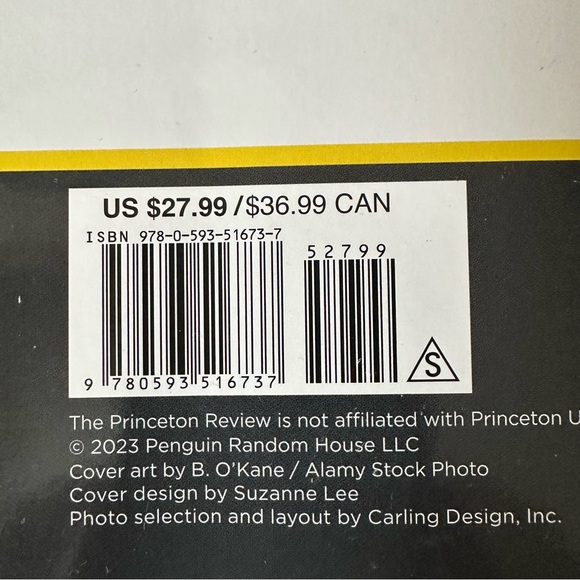 US $27.99 / $36.99 CAN
ISBN 978-0-593-51673-7
52799
9 780593 516737
S
The Princeton Review is not affiliated with Princeton U
© 2023 Penguin Random House LLC
Cover art by B. O'Kane / Alamy Stock Photo
Cover design by Suzanne Lee
Photo selection and layout by Carling Design, Inc.